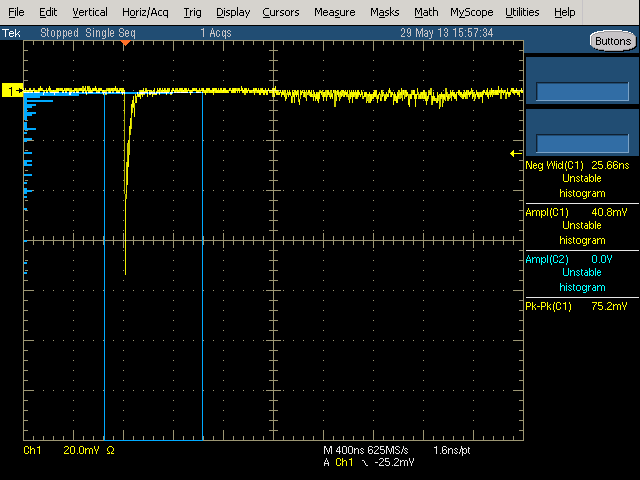 File Edit Vertical Horiz/Acq Trig Display Cursors Measure Masks Math MyScope Utilities Help
Tek Stopped Single Seq 1 Acqs 29 May 13 15:57:34
Buttons
1
Neg Wid(C1) 25.66ns
Unstable
histogram
Ampl(C1) 40.8mV
Unstable
histogram
Ampl(C2) 0.0V
Unstable
histogram
Pk-Pk(C1) 75.2mV
Ch1 20.0mV Ω M 400ns 625MS/s 1.6ns/pt
A Ch1 -25.2mV